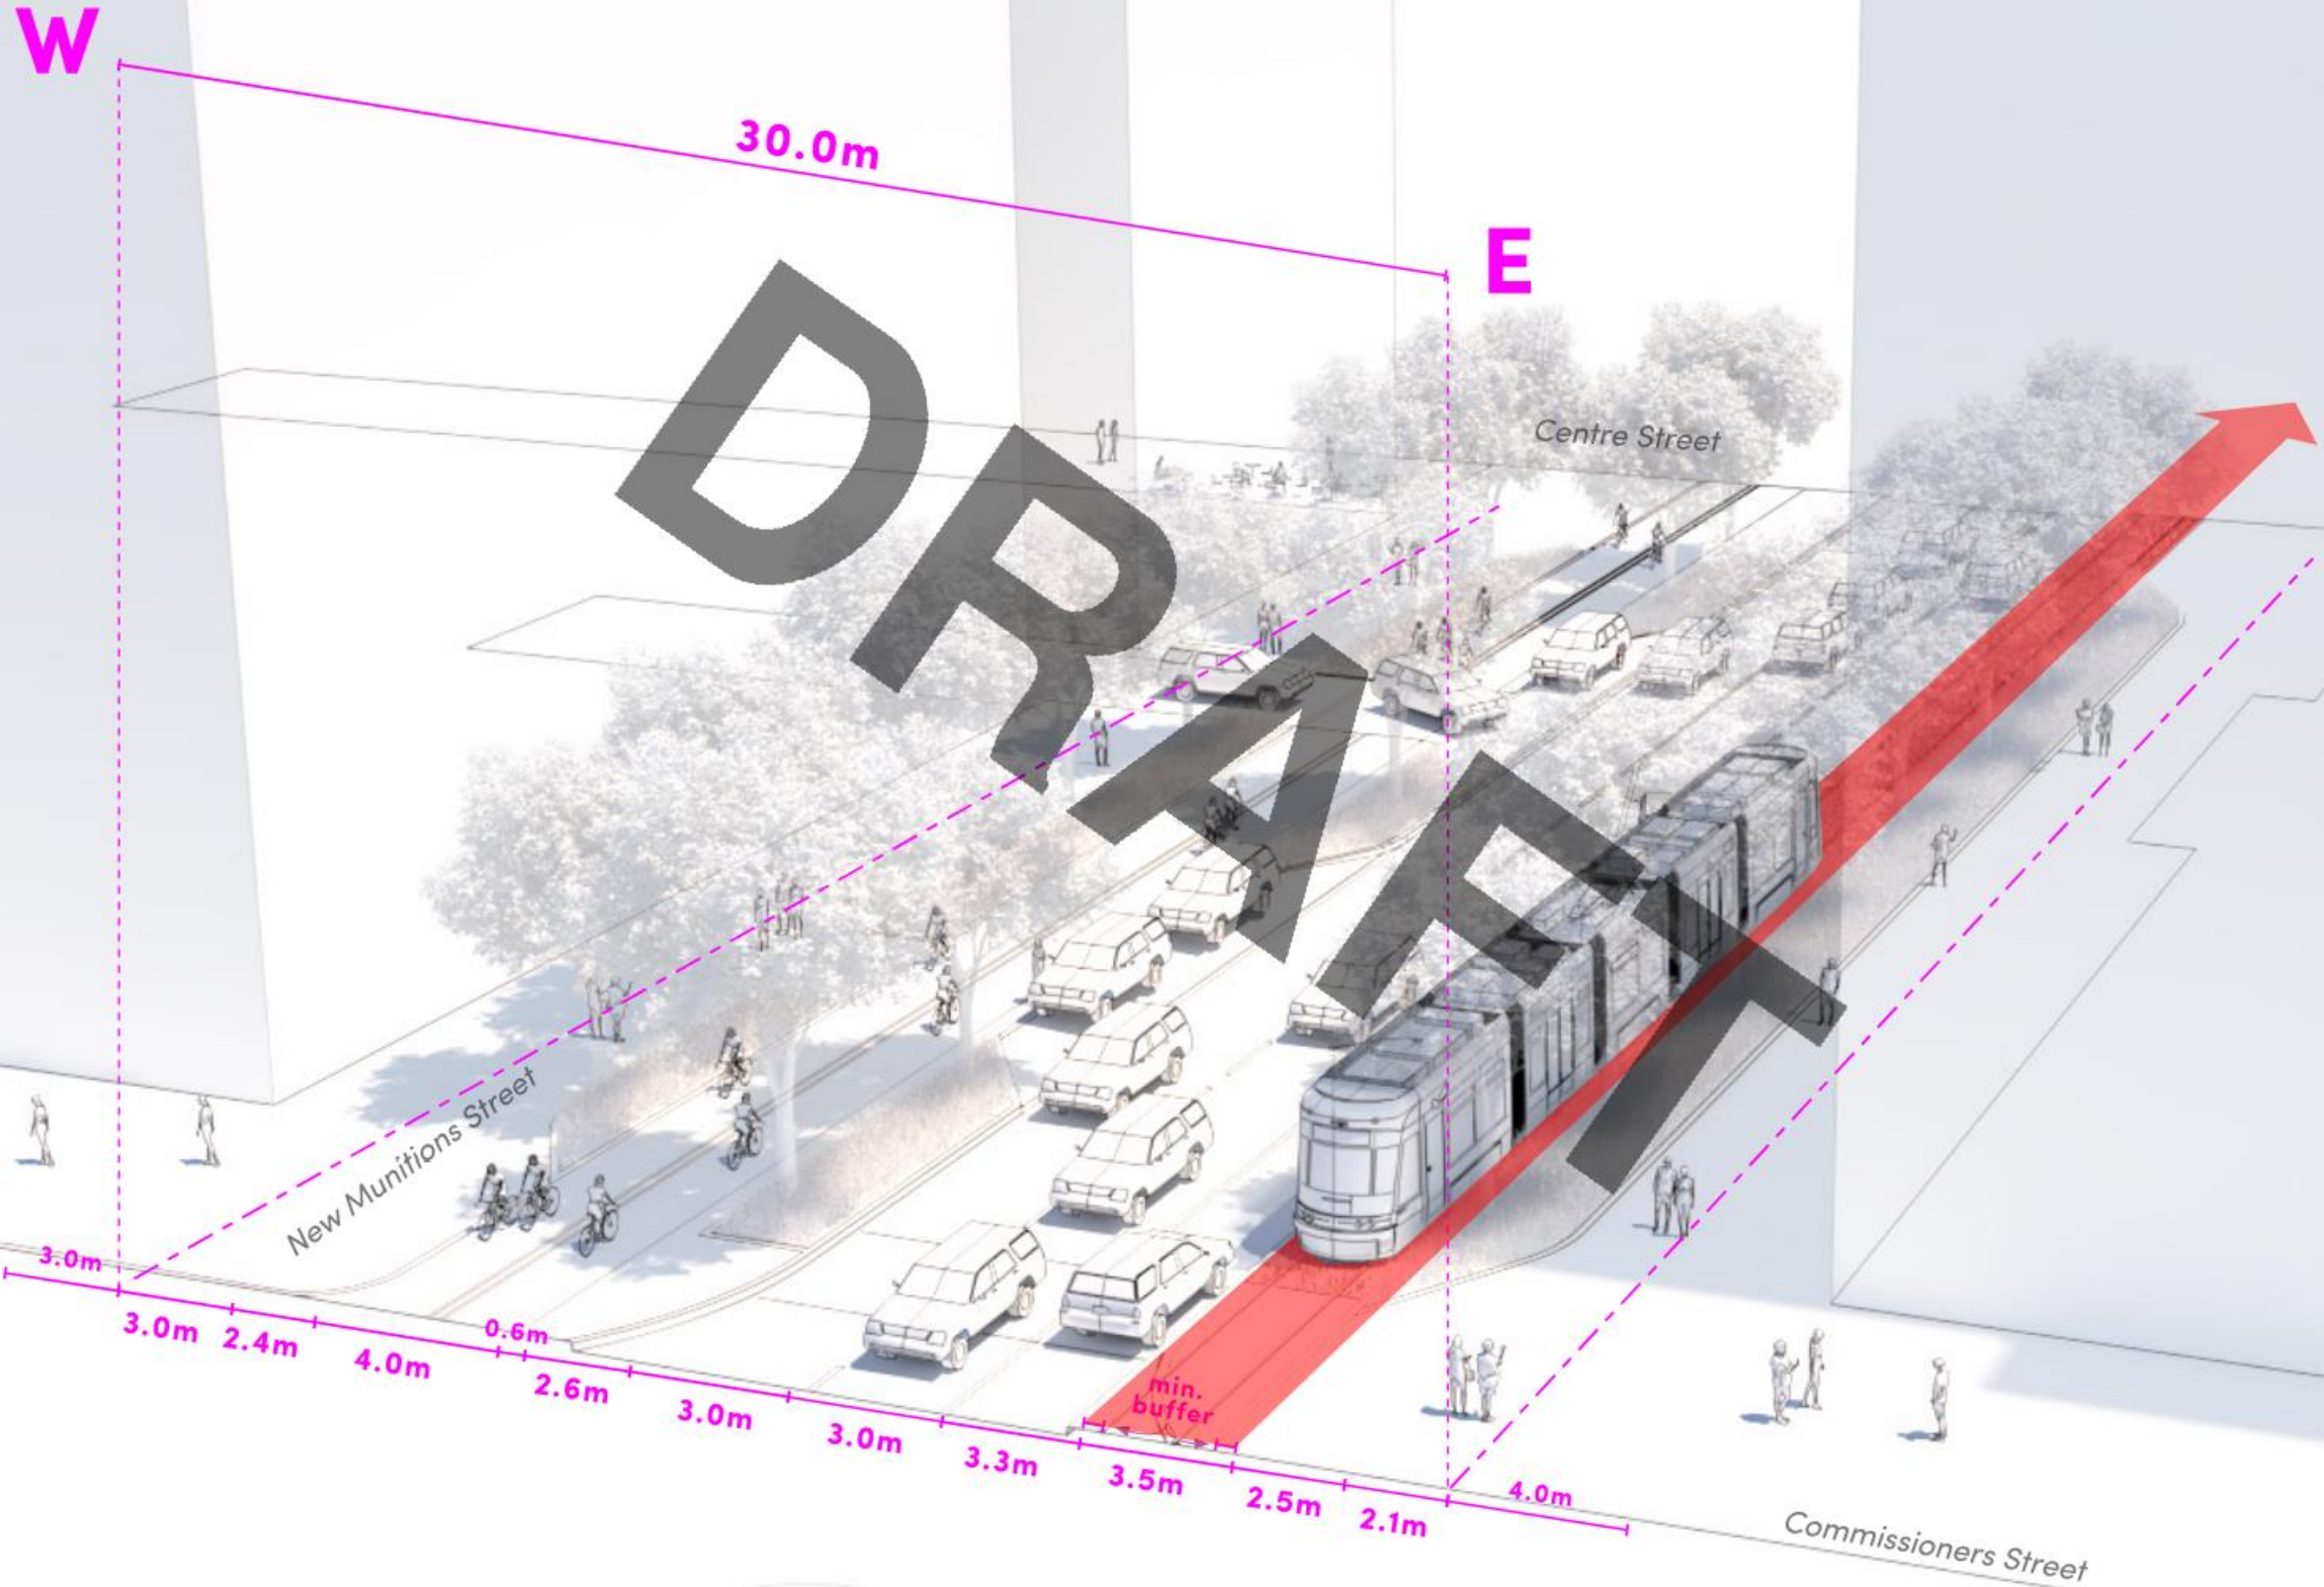 W
30.0m
E
DRAFT
Centre Street
New Munitions Street
3.0m
3.0m
2.4m
4.0m
0.6m
2.6m
3.0m
3.0m
3.3m
min.
buffer
3.5m
2.5m
2.1m
4.0m
Commissioners Street